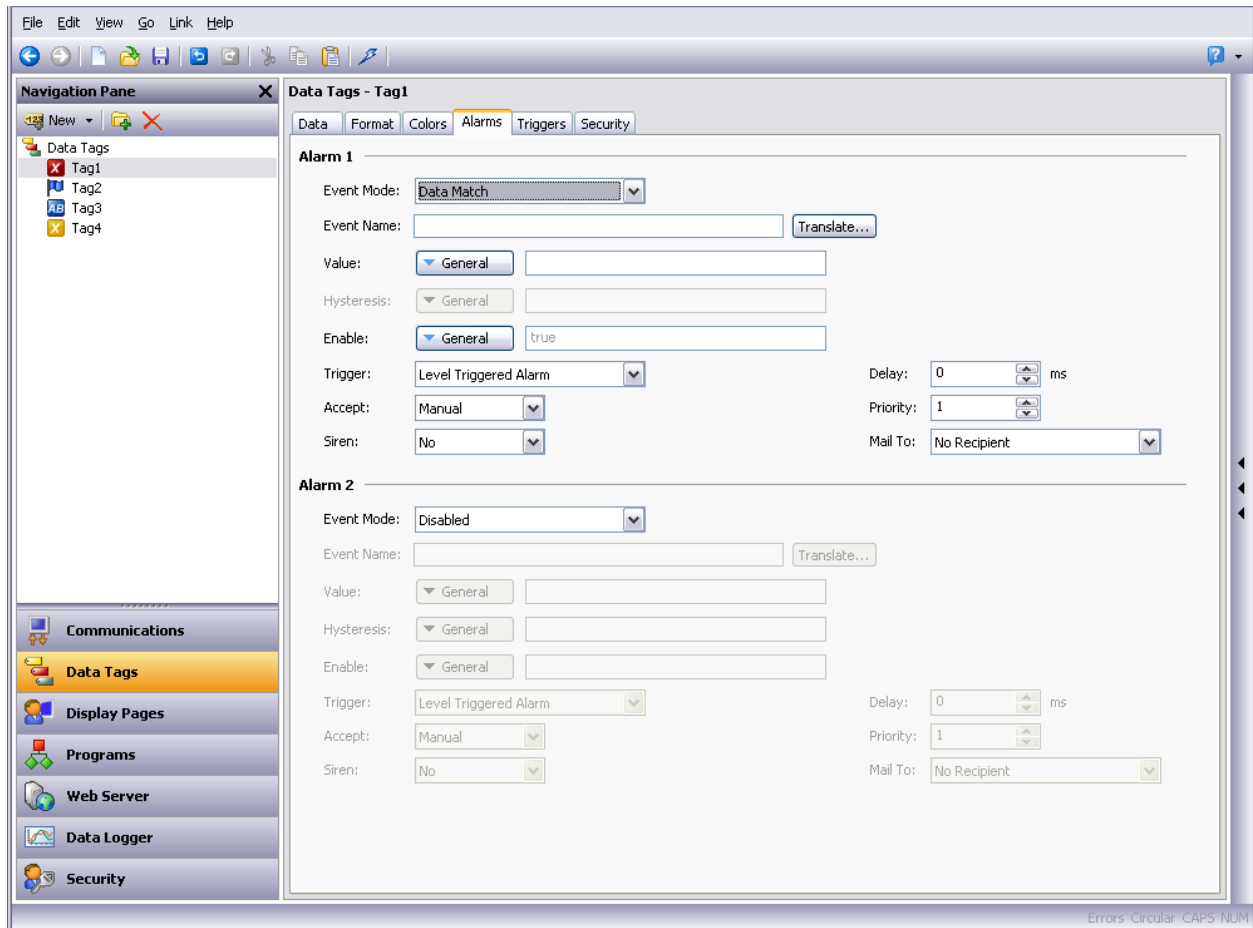 File Edit View Go Link Help
Navigation Pane
New
Data Tags
Tag1
Tag2
Tag3
Tag4
Communications
Data Tags
Display Pages
Programs
Web Server
Data Logger
Security
Data Tags - Tag1
Data Format Colors Alarms Triggers Security
Alarm 1
Event Mode: Data Match
Event Name: Translate...
Value: General
Hysteresis: General
Enable: General true
Trigger: Level Triggered Alarm Delay: 0 ms
Accept: Manual Priority: 1
Siren: No Mail To: No Recipient
Alarm 2
Event Mode: Disabled
Event Name: Translate...
Value: General
Hysteresis: General
Enable: General
Trigger: Level Triggered Alarm Delay: 0 ms
Accept: Manual Priority: 1
Siren: No Mail To: No Recipient
Errors Circular CAPS NUM